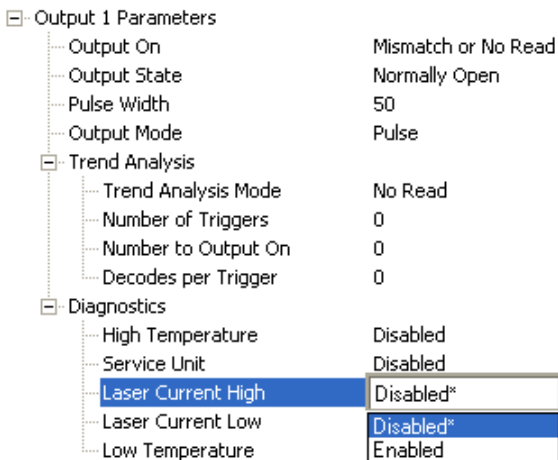 Output 1 Parameters
Output On Mismatch or No Read
Output State Normally Open
Pulse Width 50
Output Mode Pulse
Trend Analysis
Trend Analysis Mode No Read
Number of Triggers 0
Number to Output On 0
Decodes per Trigger 0
Diagnostics
High Temperature Disabled
Service Unit Disabled
Laser Current High Disabled*
Laser Current Low Disabled*
Low Temperature Enabled